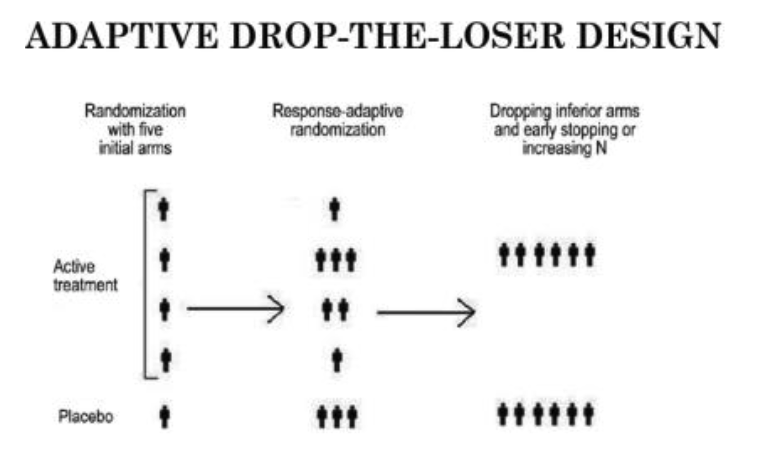 ADAPTIVE DROP-THE-LOSER DESIGN
Randomization
with five
initial arms
Response-adaptive
randomization
Dropping inferior arms
and early stopping or
increasing N
Active
treatment
Placebo